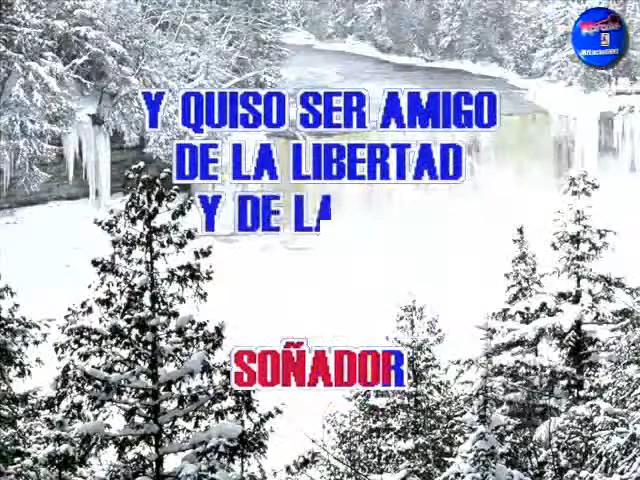 Y QUISO SER AMIGO
DE LA LIBERTAD
Y DE LA
SOÑADOR